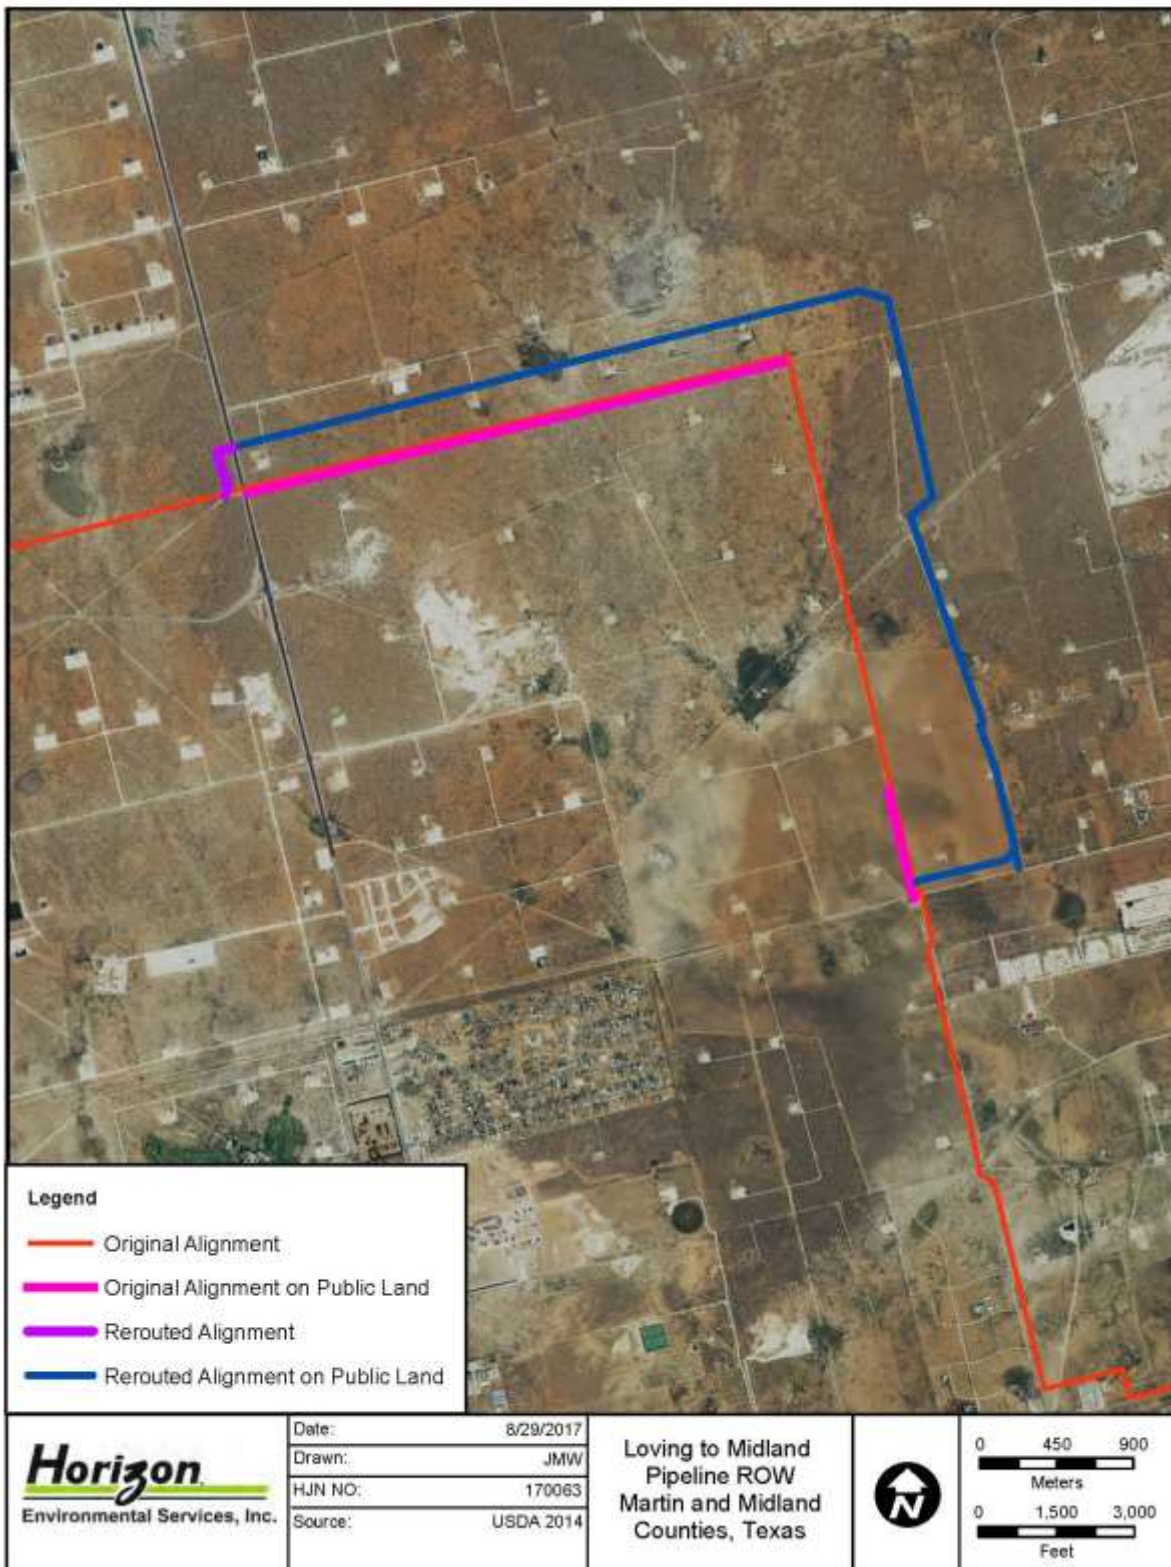 Legend
Original Alignment
Original Alignment on Public Land
Rerouted Alignment
Rerouted Alignment on Public Land
Horizon
Environmental Services, Inc.
Date: 8/29/2017
Drawn: JMW
HJN NO: 170063
Source: USDA 2014
Loving to Midland
Pipeline ROW
Martin and Midland
Counties, Texas
N
0 450 900
Meters
0 1,500 3,000
Feet